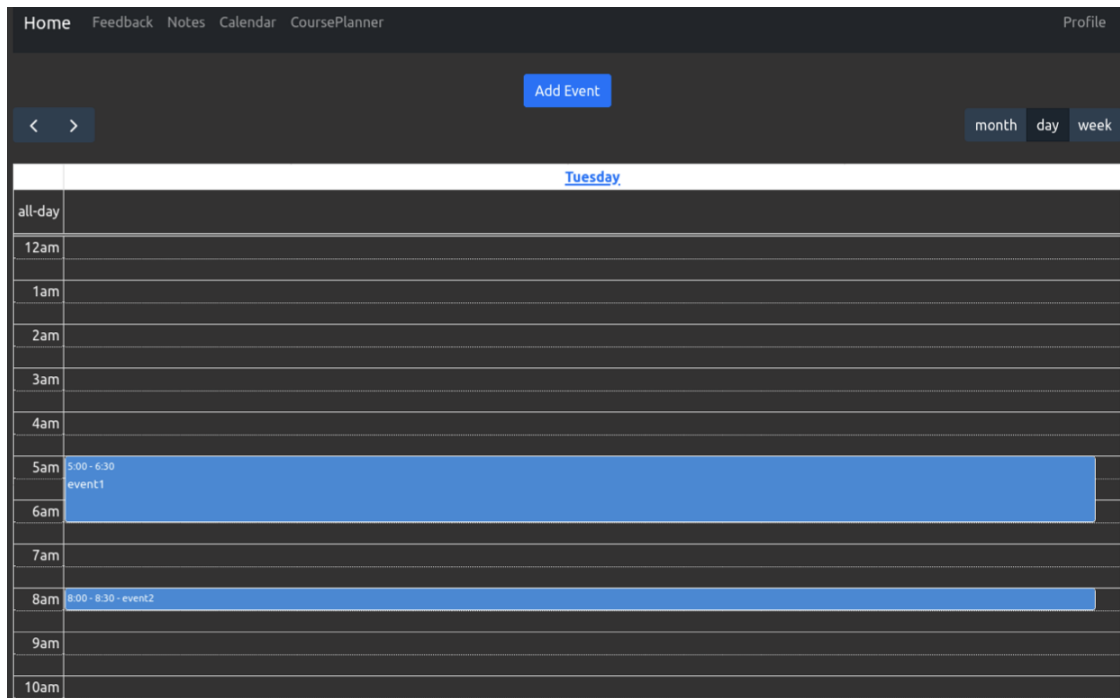 Home Feedback Notes Calendar CoursePlanner Profile
Add Event
month day week
Tuesday
all-day
12am
1am
2am
3am
4am
5am 5:00 - 6:30
event1
6am
7am
8am 8:00 - 8:30 - event2
9am
10am